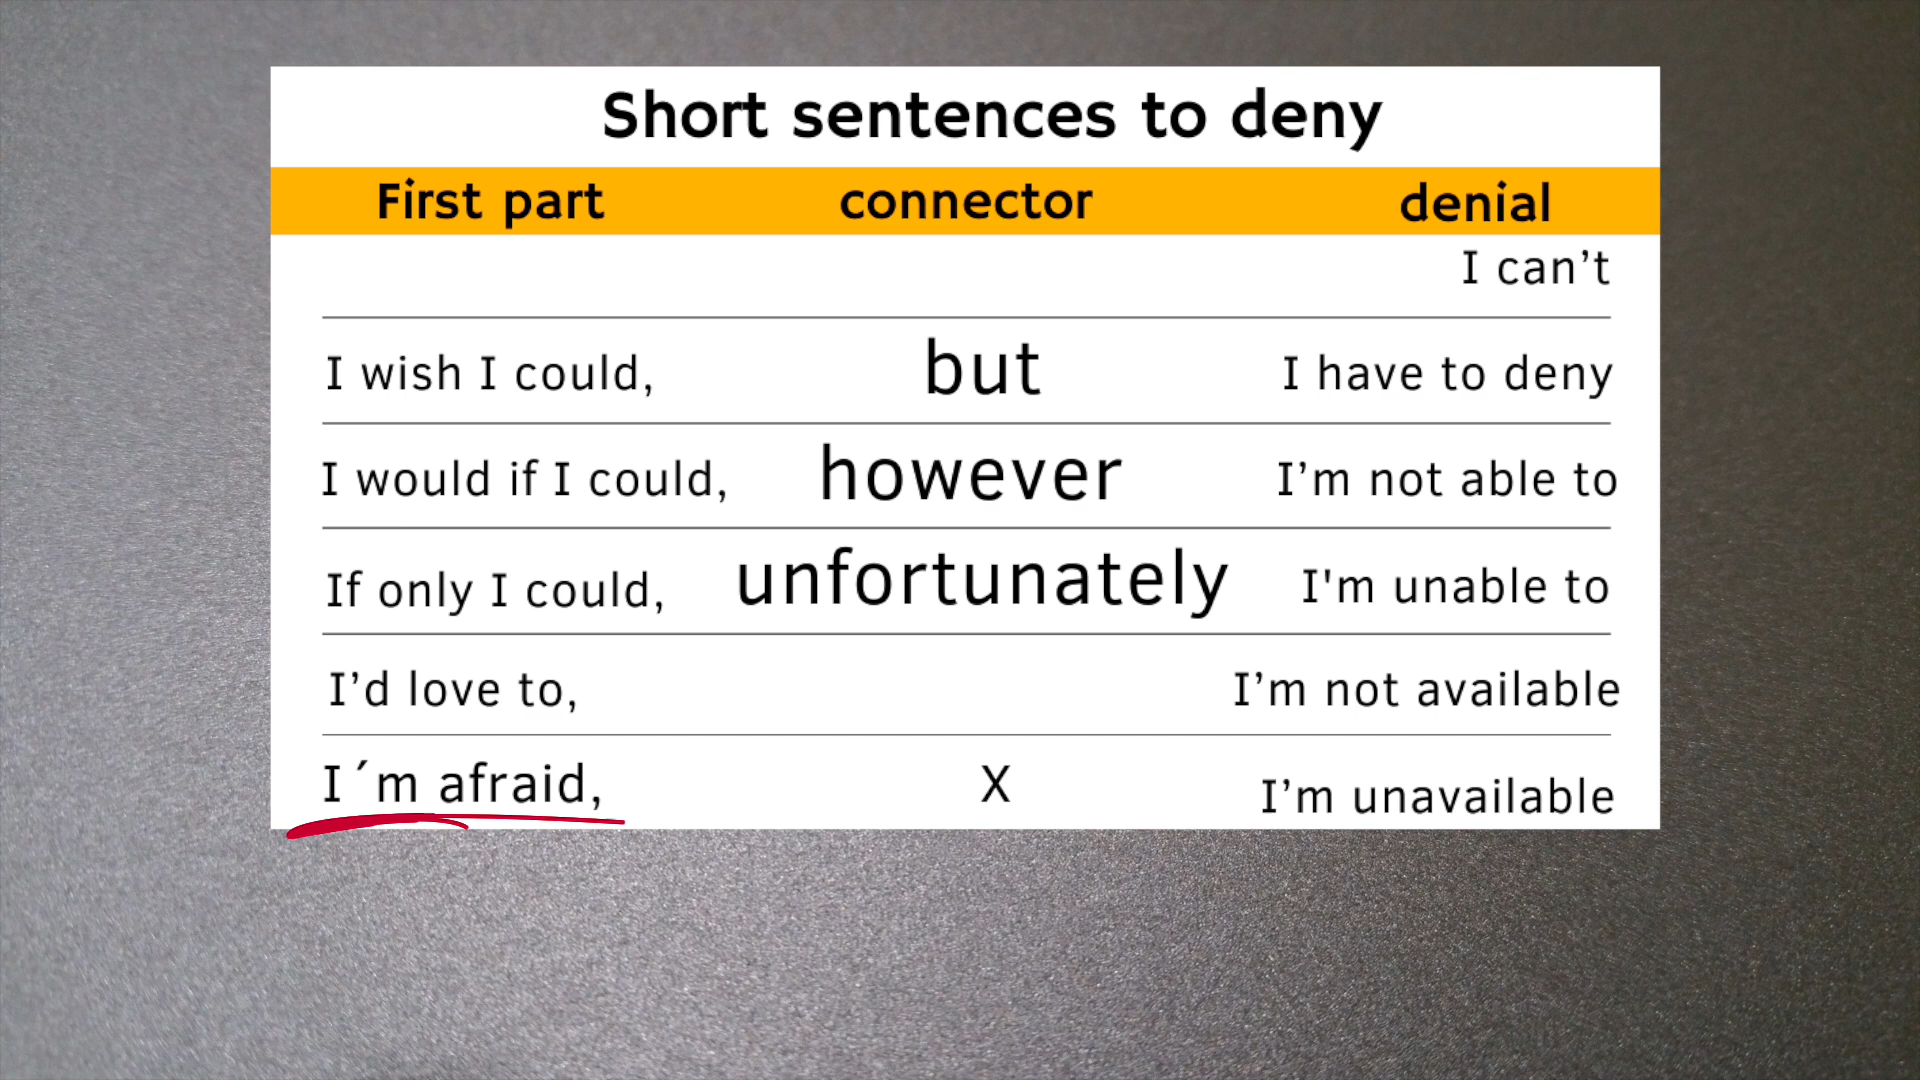 Short sentences to deny
First part connector denial
I can’t
I wish I could, but I have to deny
I would if I could, however I’m not able to
If only I could, unfortunately I'm unable to
I’d love to, I’m not available
I´m afraid, X I’m unavailable